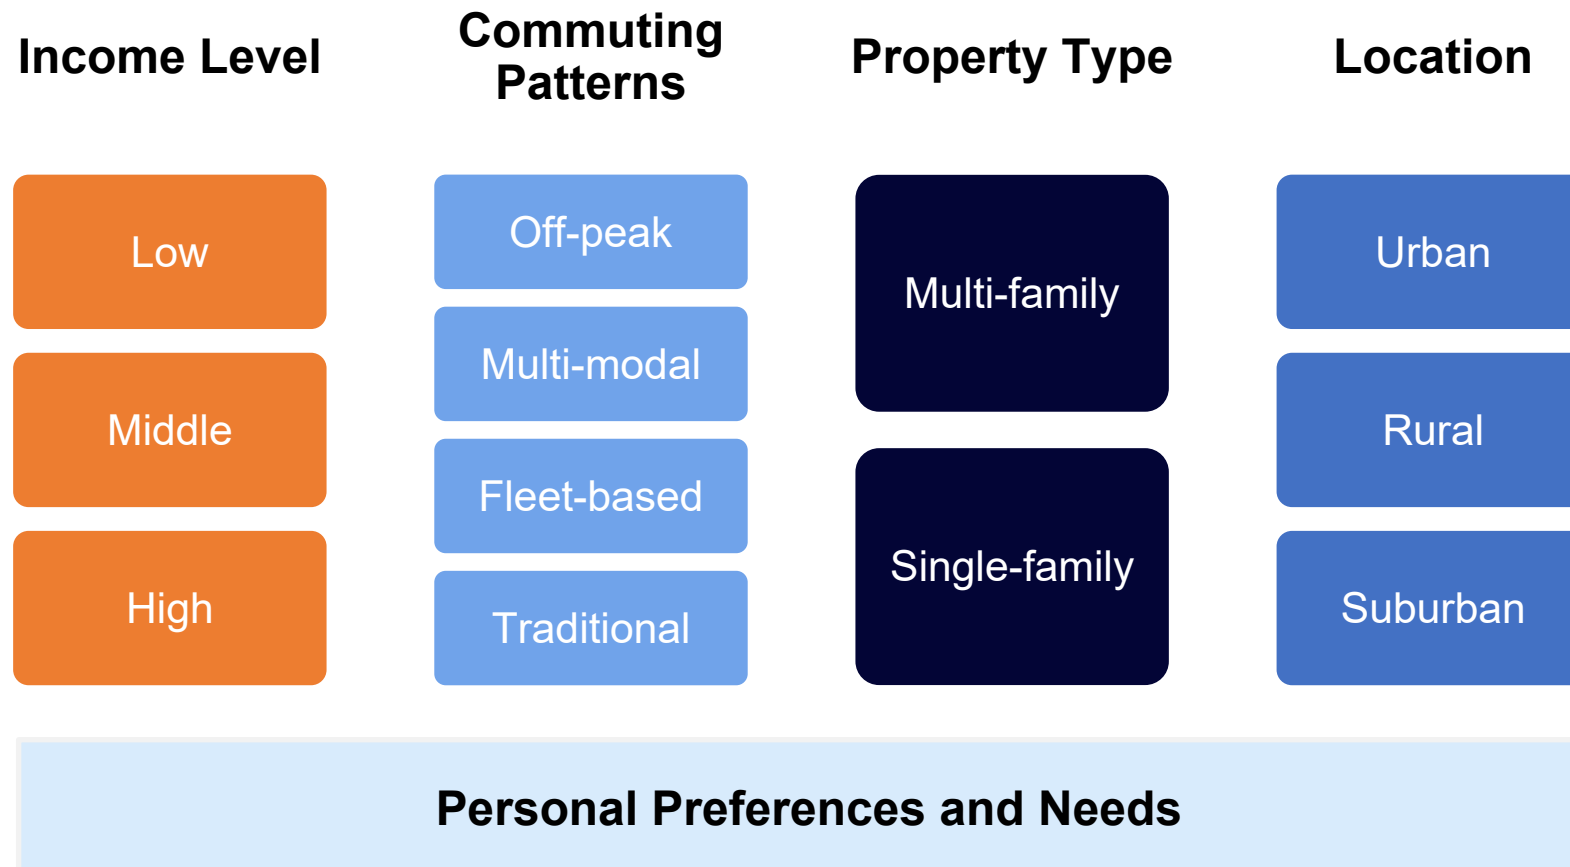 Income Level
Commuting
Patterns
Property Type
Location
Low
Middle
High
Off-peak
Multi-modal
Fleet-based
Traditional
Multi-family
Single-family
Urban
Rural
Suburban
Personal Preferences and Needs